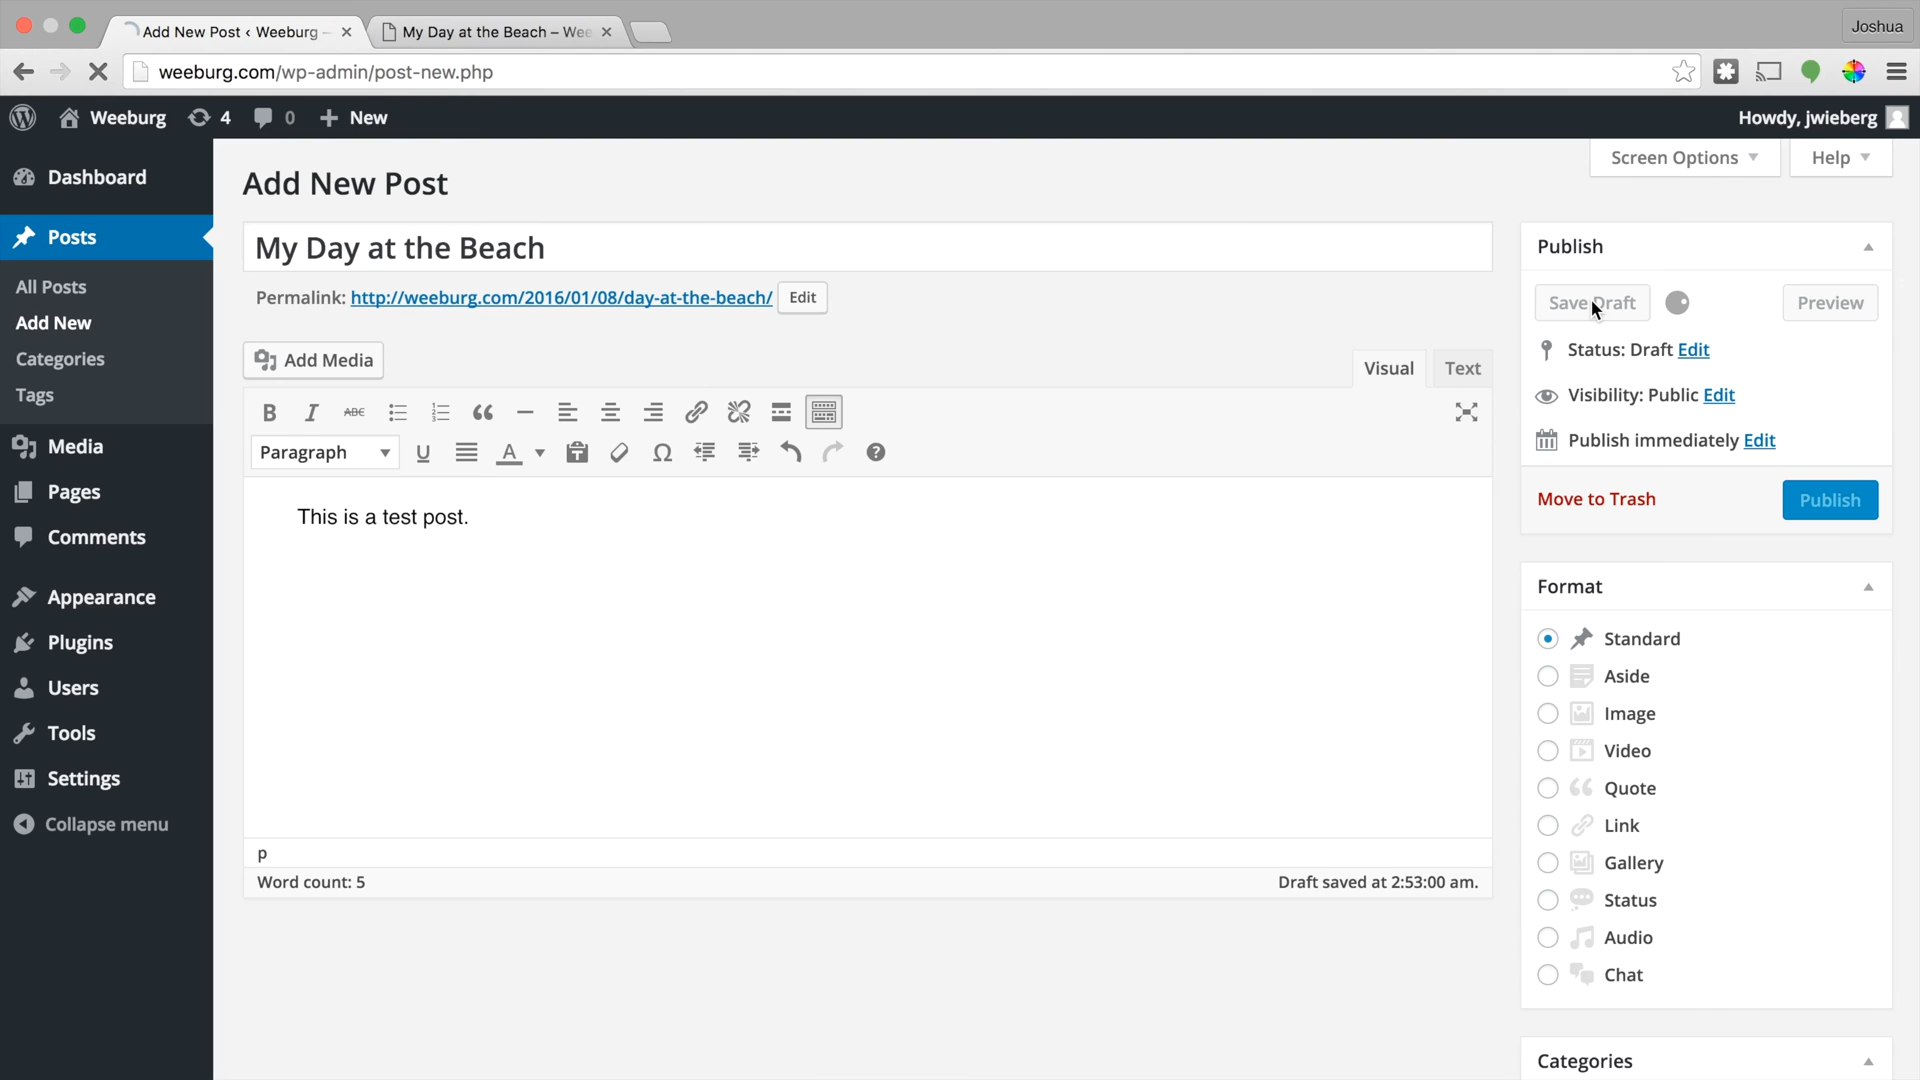 Add New Post ‹ Weeburg –
My Day at the Beach – Wee
Joshua
weeburg.com/wp-admin/post-new.php
Weeburg
4
0
New
Howdy, jwieberg
Dashboard
Posts
All Posts
Add New
Categories
Tags
Media
Pages
Comments
Appearance
Plugins
Users
Tools
Settings
Collapse menu
Screen Options
Help
Add New Post
My Day at the Beach
Permalink: http://weeburg.com/2016/01/08/day-at-the-beach/ Edit
Add Media
Visual
Text
B I ABC
Paragraph
U A Ω
This is a test post.
p
Word count: 5
Draft saved at 2:53:00 am.
Publish
Save Draft
Preview
Status: Draft Edit
Visibility: Public Edit
Publish immediately Edit
Move to Trash
Publish
Format
Standard
Aside
Image
Video
Quote
Link
Gallery
Status
Audio
Chat
Categories